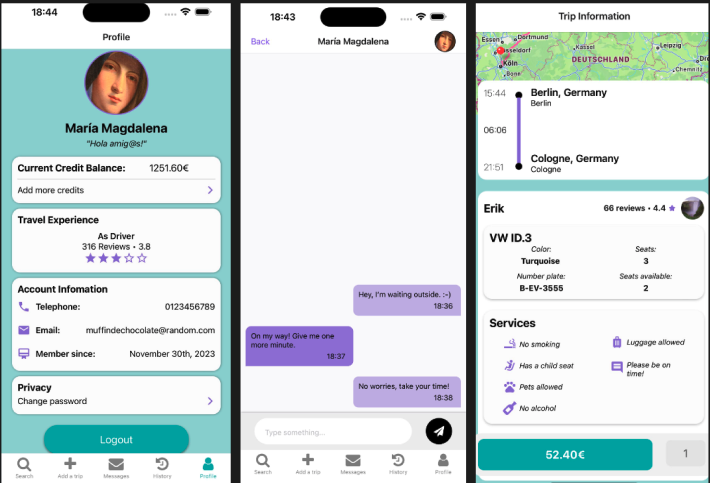 18:44
Profile
María Magdalena
"Hola amig@s!"
Current Credit Balance: 1251.60€
Add more credits
Travel Experience
As Driver
316 Reviews • 3.8
Account Infomation
Telephone: 0123456789
Email: muffindechocolate@random.com
Member since: November 30th, 2023
Privacy
Change password
Logout
Search Add a trip Messages History Profile
18:43
Back María Magdalena
Hey, I'm waiting outside. :-)
18:36
On my way! Give me one
more minute.
18:37
No worries, take your time!
18:38
Type something...
Search Add a trip Messages History Profile
Trip Information
Essen Dortmund
Kassel
Leipzig
Köln
DEUTSCHLAND
Bonn
Chemnitz
15:44 Berlin, Germany
Berlin
06:06
21:51 Cologne, Germany
Cologne
Erik 66 reviews • 4.4
VW ID.3
Color: Seats:
Turquoise 3
Number plate: Seats available:
B-EV-3555 2
Services
No smoking Luggage allowed
Has a child seat Please be on
time!
Pets allowed
No alcohol
52.40€ 1